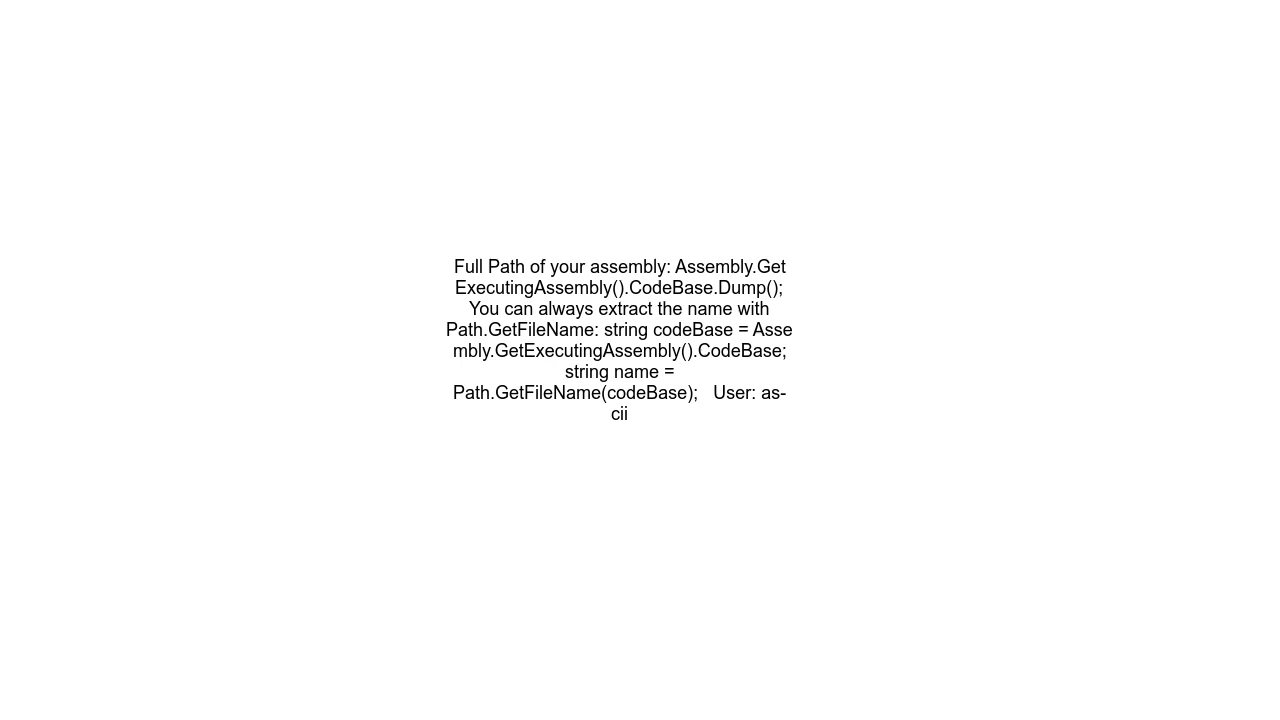 Full Path of your assembly: Assembly.Get
ExecutingAssembly().CodeBase.Dump();
You can always extract the name with
Path.GetFileName: string codeBase = Asse
mbly.GetExecutingAssembly().CodeBase;
string name =
Path.GetFileName(codeBase);   User: as-
cii